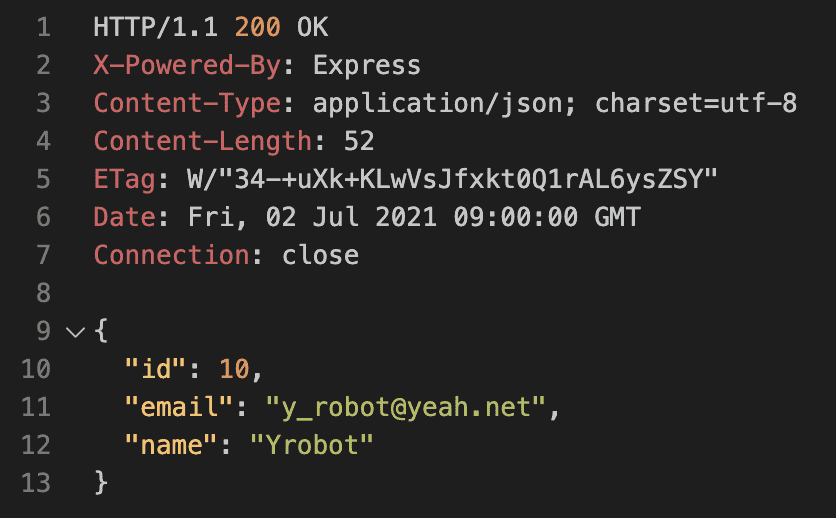 1 HTTP/1.1 200 OK
2 X-Powered-By: Express
3 Content-Type: application/json; charset=utf-8
4 Content-Length: 52
5 ETag: W/"34-+uXk+KLwVsJfxkt0Q1rAL6ysZSY"
6 Date: Fri, 02 Jul 2021 09:00:00 GMT
7 Connection: close
8
9 {
10 "id": 10,
11 "email": "y_robot@yeah.net",
12 "name": "Yrobot"
13 }